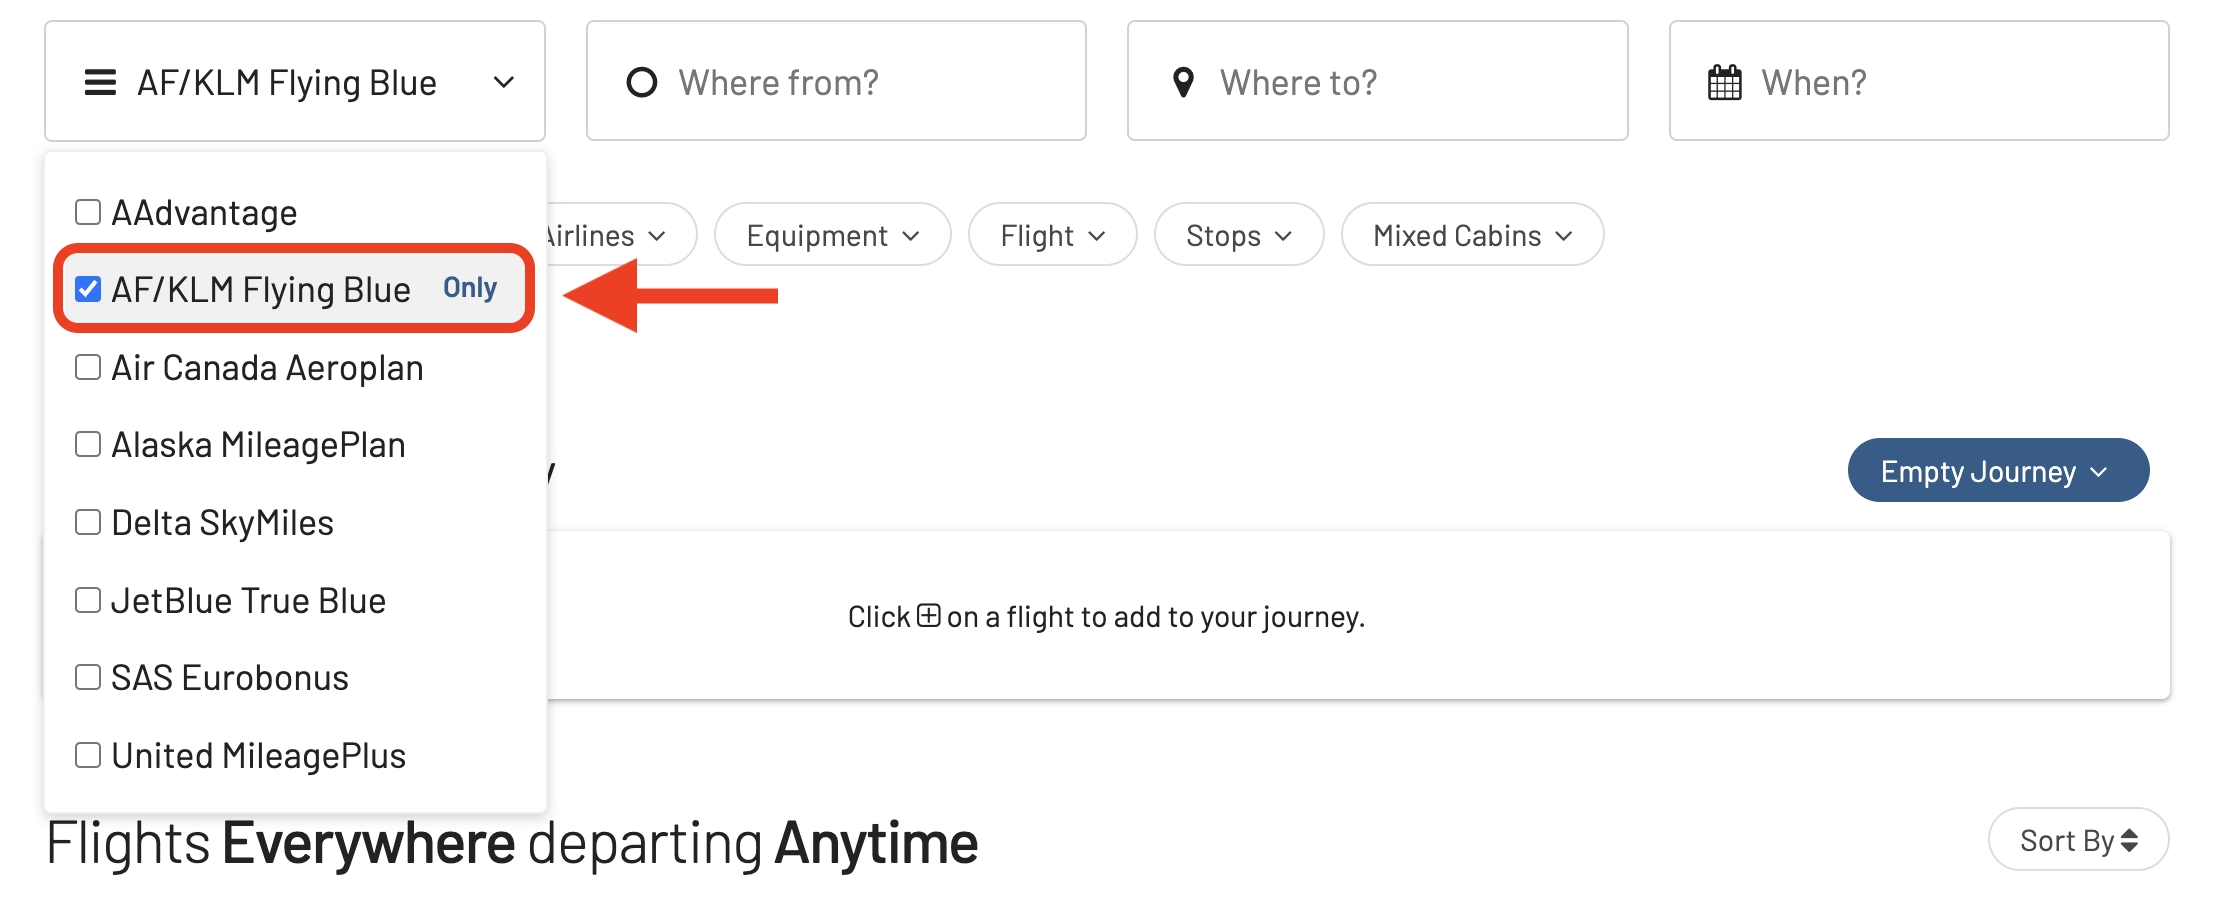 AF/KLM Flying Blue
Where from?
Where to?
When?
AAdvantage
AF/KLM Flying Blue Only
Air Canada Aeroplan
Alaska MileagePlan
Delta SkyMiles
JetBlue True Blue
SAS Eurobonus
United MileagePlus
Airlines
Equipment
Flight
Stops
Mixed Cabins
Empty Journey
Click on a flight to add to your journey.
Flights Everywhere departing Anytime
Sort By